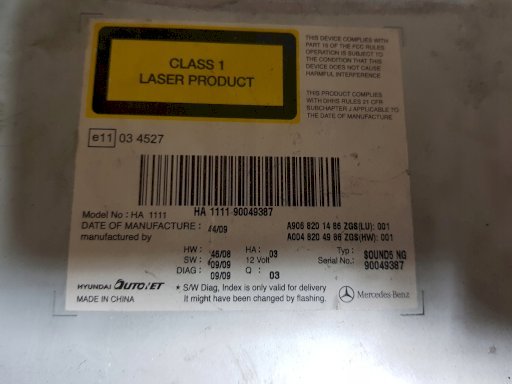 CLASS 1
LASER PRODUCT
THIS DEVICE COMPLIES WITH
PART 15 OF THE FCC RULES
OPERATION IS SUBJECT TO
THE CONDITION THAT THIS
DEVICE DOES NOT CAUSE
HARMFUL INTERFERENCE
THIS PRODUCT COMPLIES
WITH DHHS RULES 21 CFR
SUBCHAPTER J APPLICABLE TO
THE DATE OF MANUFACTURE
e11 03 4527
HA 1111 90049387
Model No : HA 1111
DATE OF MANUFACTURE : 44/09
manufactured by
A906 820 14 86 ZGS(LU): 001
A004 820 49 86 ZGS(HW): 001
HW : 46/08 HA : 03
SW : 09/09 12 Volt
DIAG : 09/09 Q : 03
Typ : SOUND5 NG
Serial No.: 90049387
HYUNDAI AUTONET
MADE IN CHINA
* S/W Diag, Index is only valid for delivery
It might have been changed by flashing.
Mercedes Benz